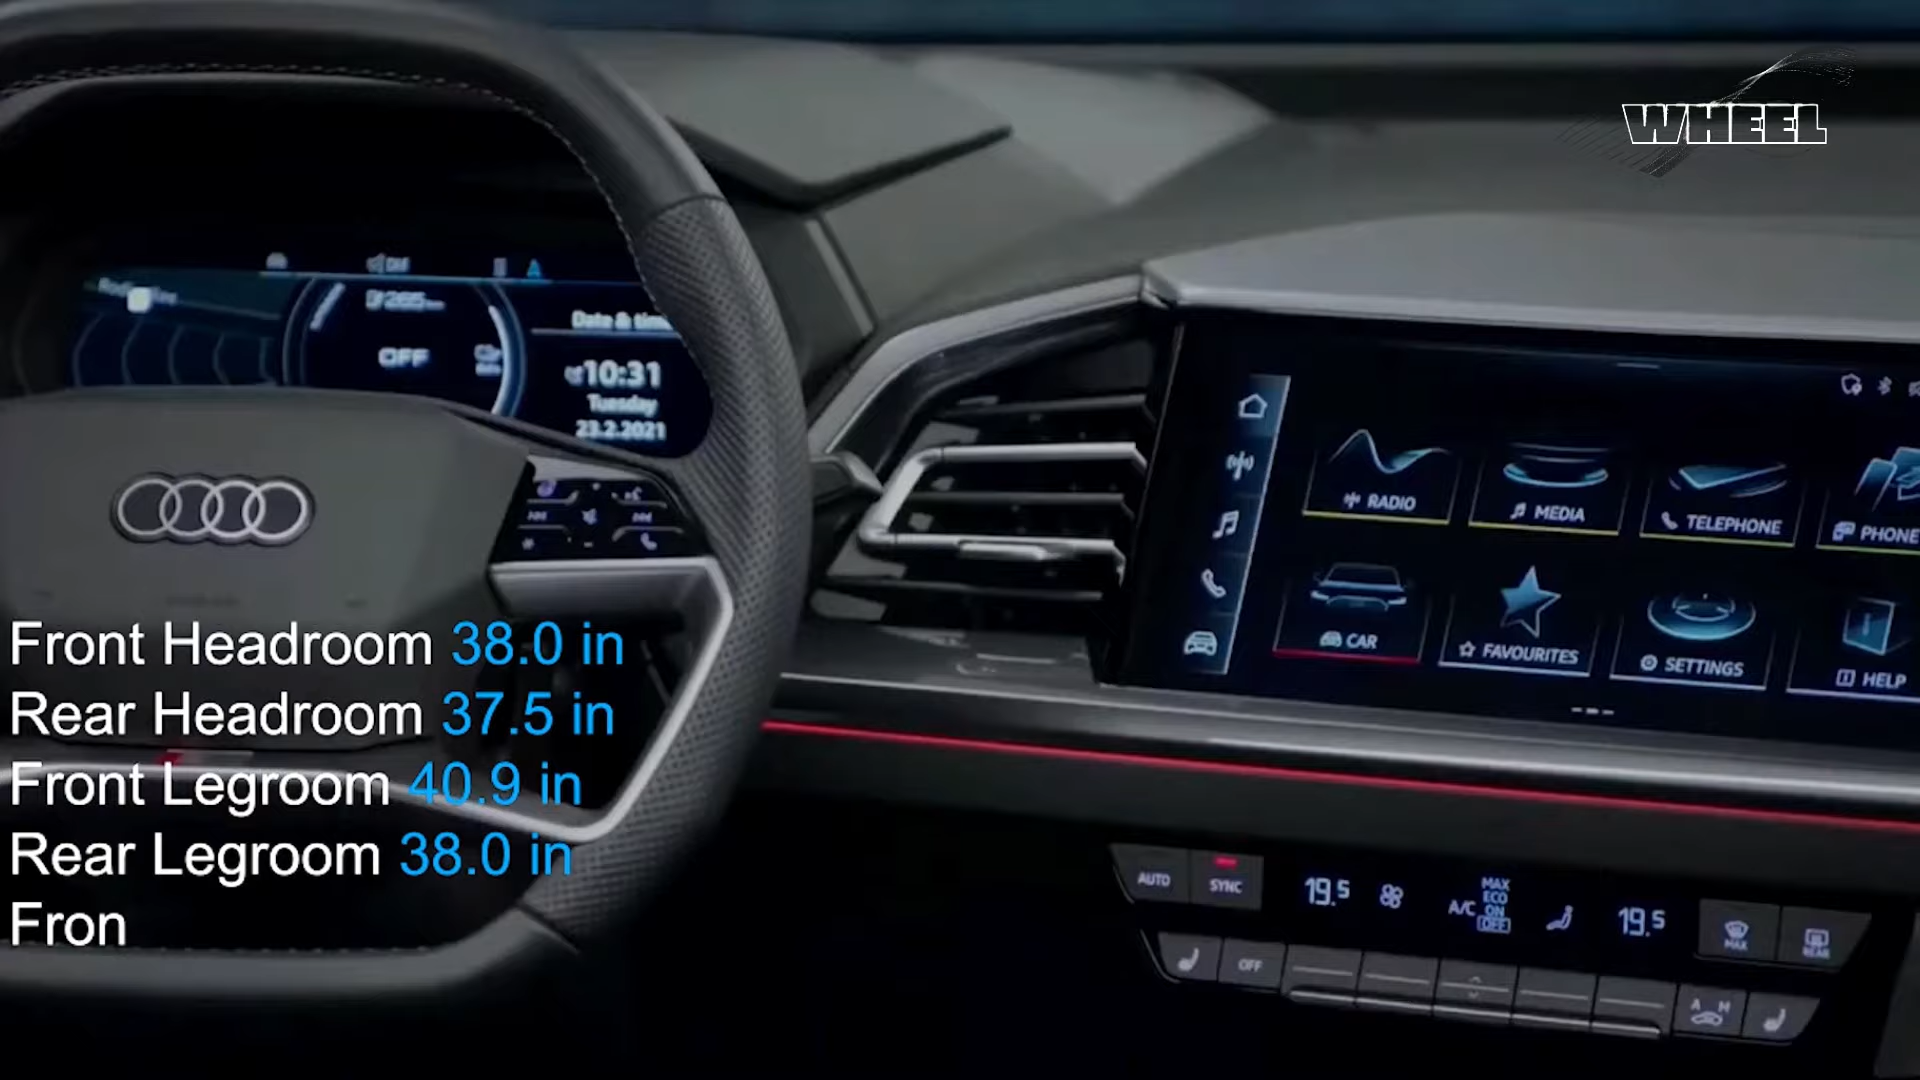 WHEEL
OFF
Date & time
10:31
Tuesday
23.2.2021
RADIO
MEDIA
TELEPHONE
PHONE
CAR
FAVOURITES
SETTINGS
HELP
Front Headroom 38.0 in
Rear Headroom 37.5 in
Front Legroom 40.9 in
Rear Legroom 38.0 in
Fron
AUTO
SYNC
19.5
A/C
MAX
ECO
ON
OFF
19.5
MAX
REAR
OFF
A M